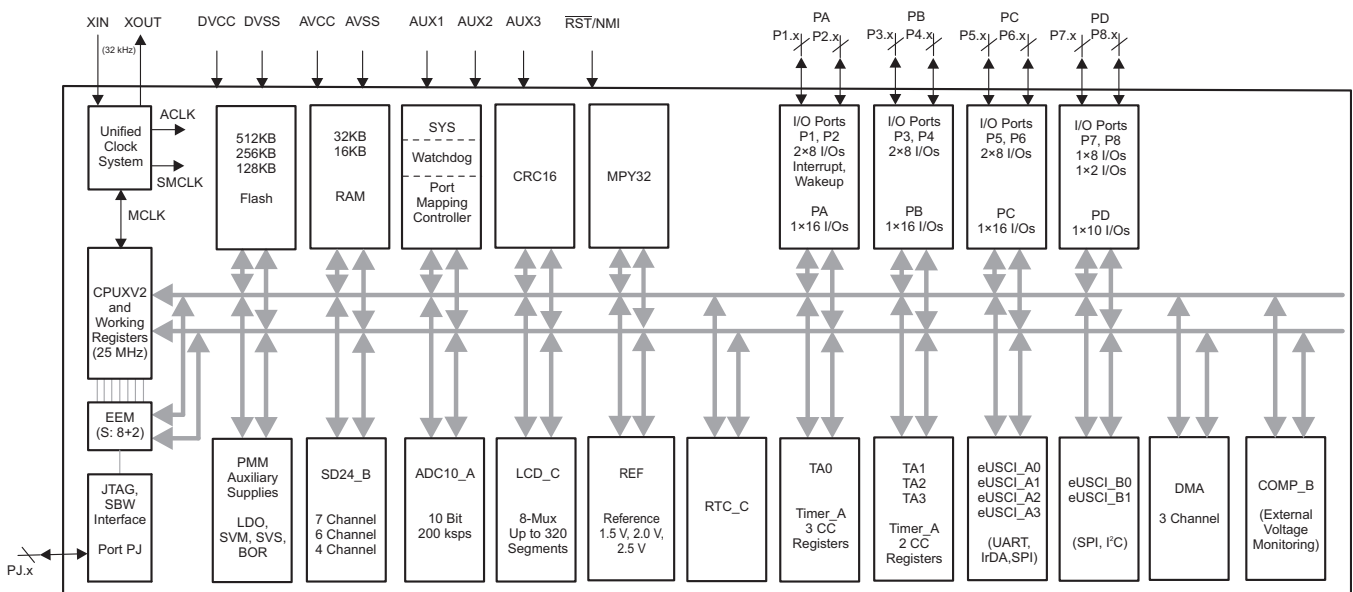 XIN
XOUT
(32 kHz)
DVCC
DVSS
AVCC
AVSS
AUX1
AUX2
AUX3
RST/NMI
PA
P1.x
P2.x
PB
P3.x
P4.x
PC
P5.x
P6.x
PD
P7.x
P8.x
Unified
Clock
System
ACLK
SMCLK
MCLK
512KB
256KB
128KB
Flash
32KB
16KB
RAM
SYS
Watchdog
Port
Mapping
Controller
CRC16
MPY32
I/O Ports
P1, P2
2×8 I/Os
Interrupt,
Wakeup
PA
1×16 I/Os
I/O Ports
P3, P4
2×8 I/Os
PB
1×16 I/Os
I/O Ports
P5, P6
2×8 I/Os
PC
1×16 I/Os
I/O Ports
P7, P8
1×8 I/Os
1×2 I/Os
PD
1×10 I/Os
CPUXV2
and
Working
Registers
(25 MHz)
EEM
(S: 8+2)
JTAG,
SBW
Interface
Port PJ
PJ.x
PMM
Auxiliary
Supplies
LDO,
SVM, SVS,
BOR
SD24_B
7 Channel
6 Channel
4 Channel
ADC10_A
10 Bit
200 ksps
LCD_C
8-Mux
Up to 320
Segments
REF
Reference
1.5 V, 2.0 V,
2.5 V
RTC_C
TA0
Timer_A
3 CC
Registers
TA1
TA2
TA3
Timer_A
2 CC
Registers
eUSCI_A0
eUSCI_A1
eUSCI_A2
eUSCI_A3
(UART,
IrDA,SPI)
eUSCI_B0
eUSCI_B1
(SPI, I²C)
DMA
3 Channel
COMP_B
(External
Voltage
Monitoring)